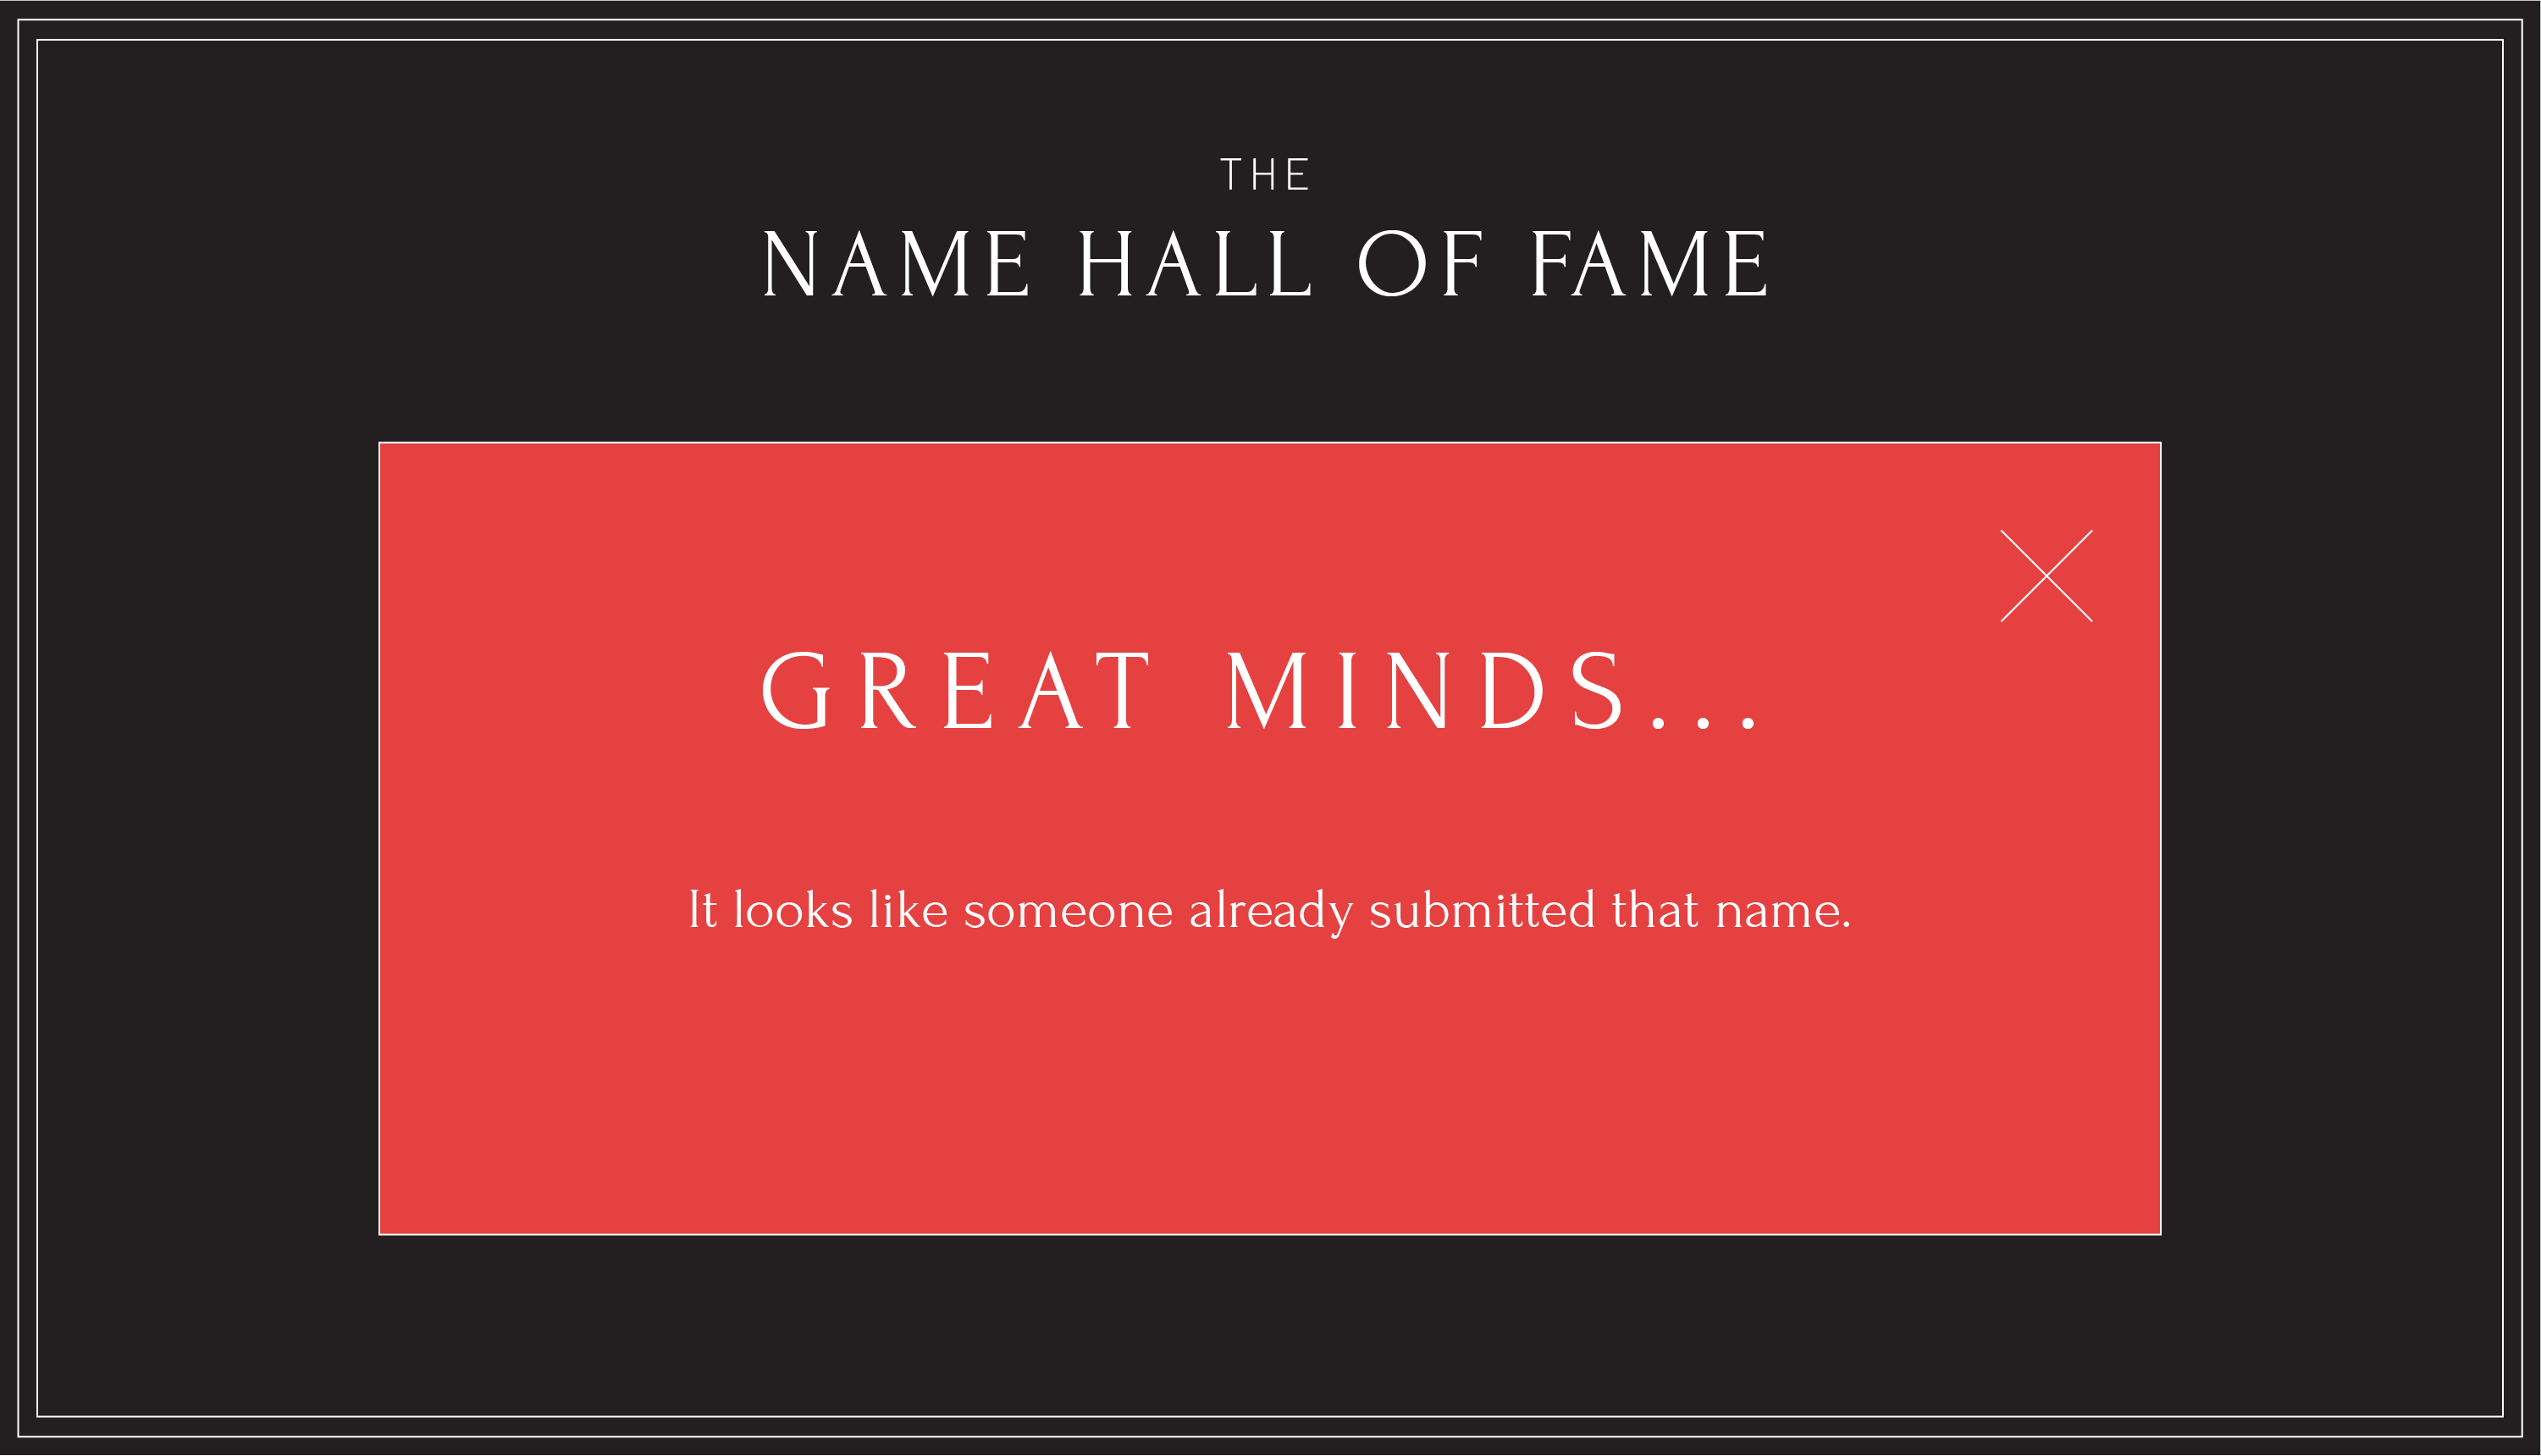 THE
NAME HALL OF FAME
GREAT MINDS...
It looks like someone already submitted that name.